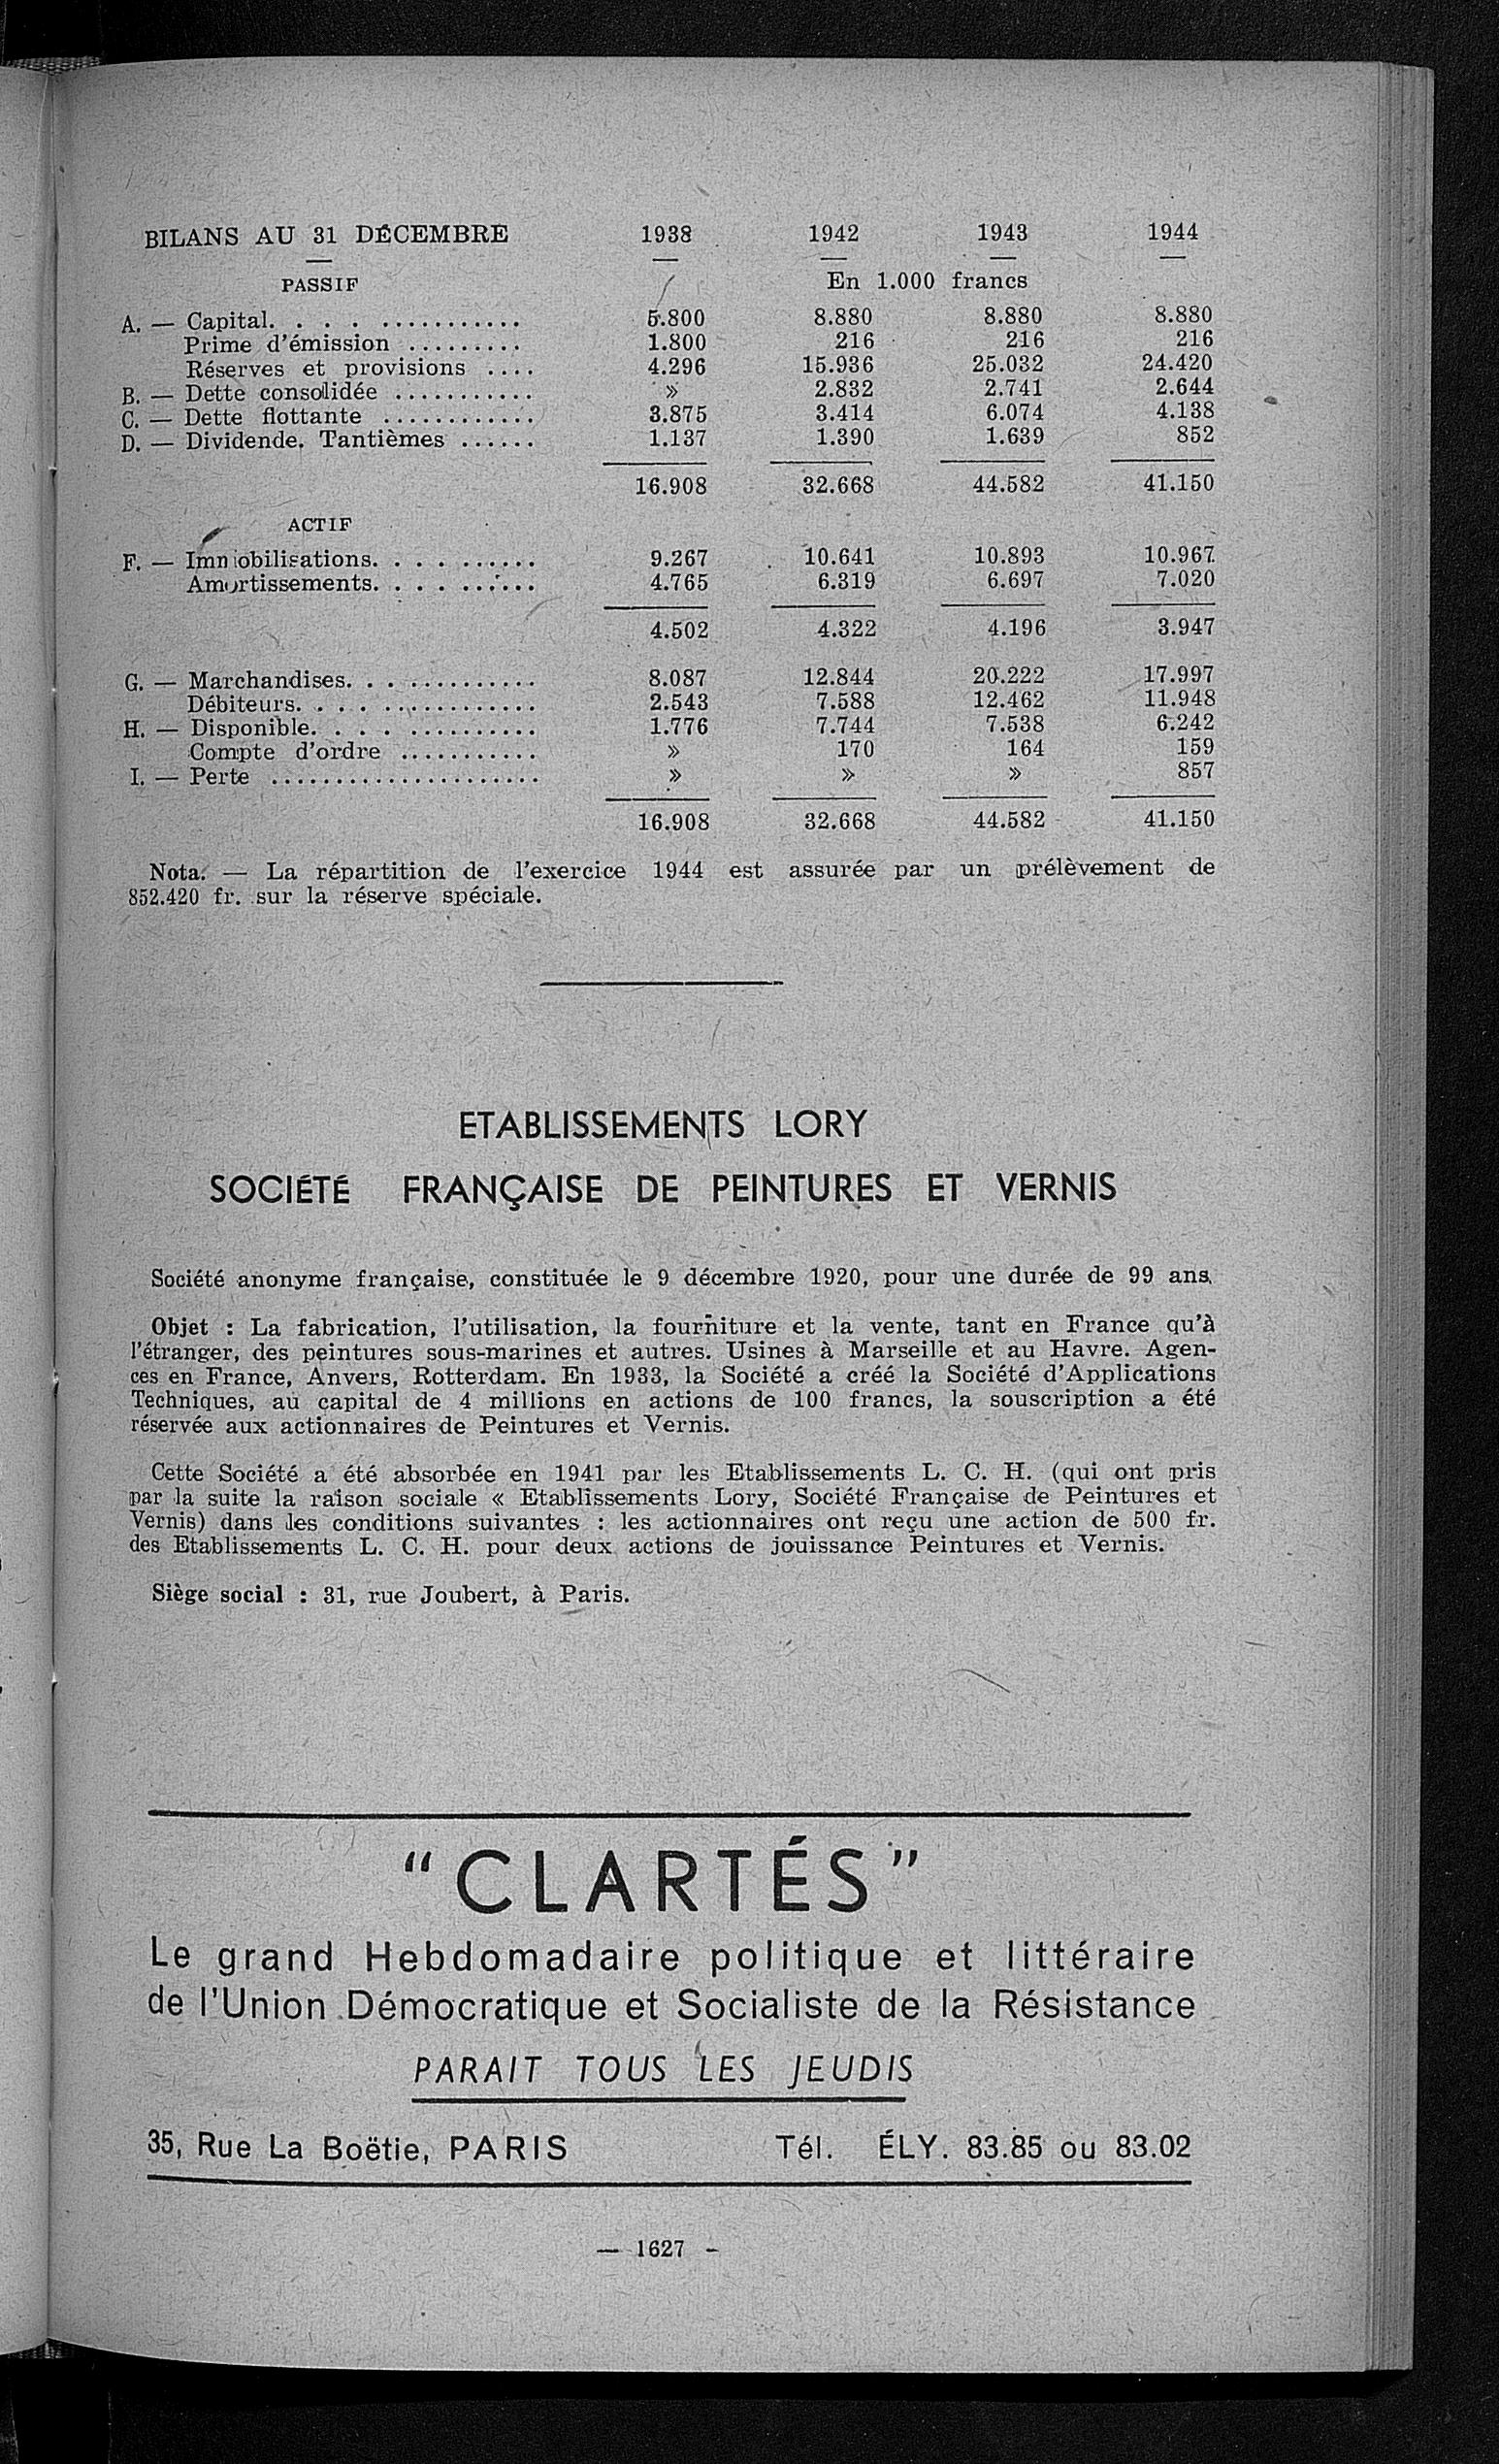 BILANS AU 31 DÉCEMBRE 1938 1942 1943 1944
PASSIF En 1.000 francs
A. — Capital. . . . ........... 5.800 8.880 8.880 8.880
Prime d'émission ......... 1.800 216 216 216
Réserves et provisions .... 4.296 15.936 25.032 24.420
B. — Dette consolidée ........... » 2.832 2.741 2.644
C. — Dette flottante ............ 3.875 3.414 6.074 4.138
D. — Dividende. Tantièmes ...... 1.137 1.390 1.639 852
16.908 32.668 44.582 41.150
ACTIF
F. — Immobilisations. . . . ....... 9.267 10.641 10.893 10.967
Amortissements. . . . ....... 4.765 6.319 6.697 7.020
4.502 4.322 4.196 3.947
G. — Marchandises. . . ........... 8.087 12.844 20.222 17.997
Débiteurs. . . . ............. 2.543 7.588 12.462 11.948
H. — Disponible. . . . ........... 1.776 7.744 7.538 6.242
Compte d'ordre ........... » 170 164 159
I. — Perte ..................... » » » 857
16.908 32.668 44.582 41.150
Nota. — La répartition de l'exercice 1944 est assurée par un prélèvement de
852.420 fr. sur la réserve spéciale.
ETABLISSEMENTS LORY
SOCIÉTÉ FRANÇAISE DE PEINTURES ET VERNIS
Société anonyme française, constituée le 9 décembre 1920, pour une durée de 99 ans.
Objet : La fabrication, l'utilisation, la fourniture et la vente, tant en France qu'à
l'étranger, des peintures sous-marines et autres. Usines à Marseille et au Havre. Agen-
ces en France, Anvers, Rotterdam. En 1933, la Société a créé la Société d'Applications
Techniques, au capital de 4 millions en actions de 100 francs, la souscription a été
réservée aux actionnaires de Peintures et Vernis.
Cette Société a été absorbée en 1941 par les Etablissements L. C. H. (qui ont pris
par la suite la raison sociale « Etablissements Lory, Société Française de Peintures et
Vernis) dans les conditions suivantes : les actionnaires ont reçu une action de 500 fr.
des Etablissements L. C. H. pour deux actions de jouissance Peintures et Vernis.
Siège social : 31, rue Joubert, à Paris.
"CLARTÉS"
Le grand Hebdomadaire politique et littéraire
de l'Union Démocratique et Socialiste de la Résistance
PARAIT TOUS LES JEUDIS
35, Rue La Boëtie, PARIS Tél. ÉLY. 83.85 ou 83.02
— 1627 -